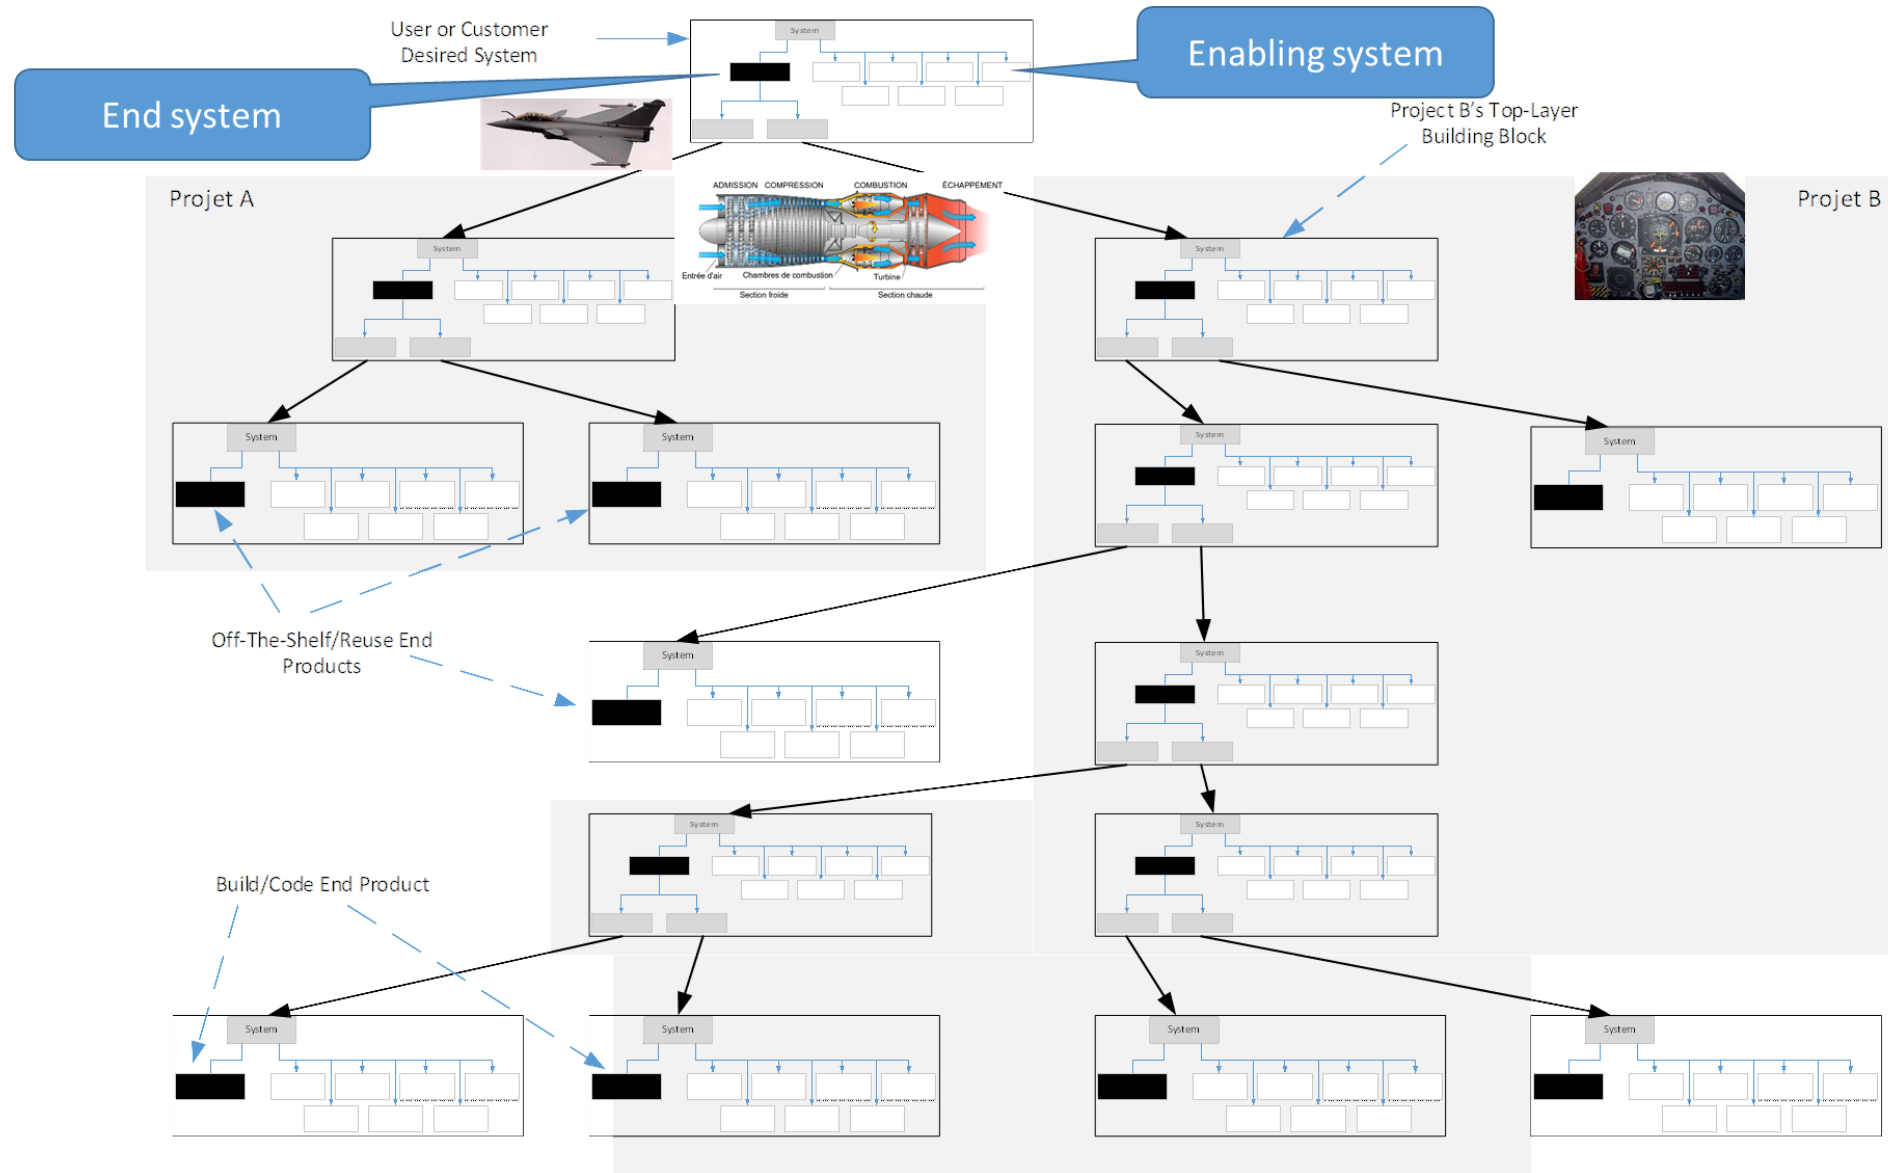 User or Customer
Desired System
System
Enabling system
End system
Project B's Top-Layer
Building Block
Projet A
ADMISSION COMPRESSION COMBUSTION ÉCHAPPEMENT
Projet B
System
System
Entrée d'air Chambres de combustion Turbine
Section froide Section chaude
System
System
System
System
Off-The-Shelf/Reuse End
Products
System
System
System
System
Build/Code End Product
System
System
System
System